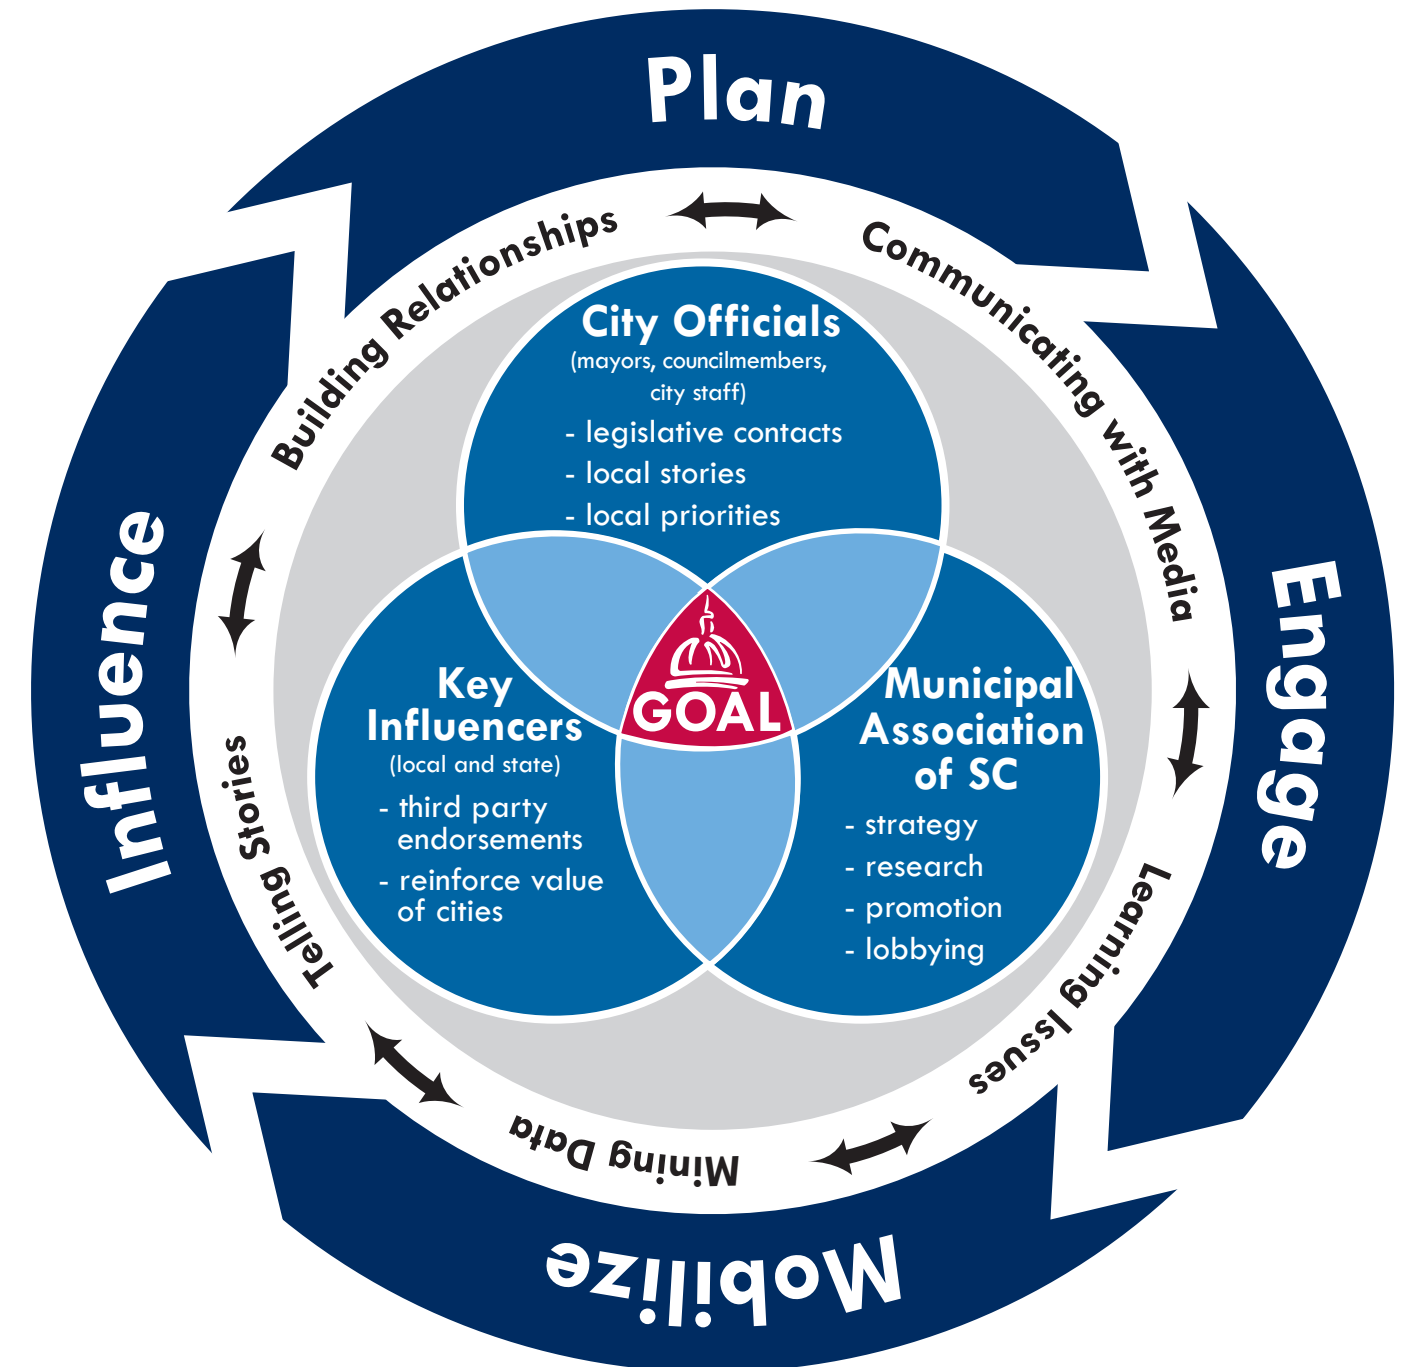 Plan
Building Relationships
Communicating with Media
City Officials
(mayors, councilmembers,
city staff)
- legislative contacts
- local stories
- local priorities
Influence
Engage
GOAL
Key
Influencers
(local and state)
- third party
endorsements
- reinforce value
of cities
Municipal
Association
of SC
- strategy
- research
- promotion
- lobbying
Telling Stories
Learning Issues
Mining Data
Mobilize